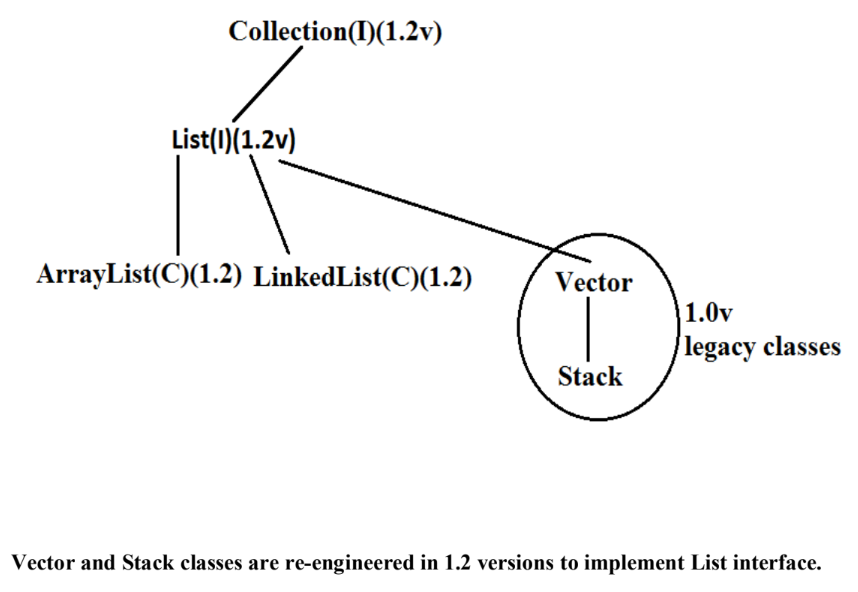 Collection(I)(1.2v)
List(I)(1.2v)
ArrayList(C)(1.2) LinkedList(C)(1.2)
Vector
Stack
1.0v
legacy classes
Vector and Stack classes are re-engineered in 1.2 versions to implement List interface.